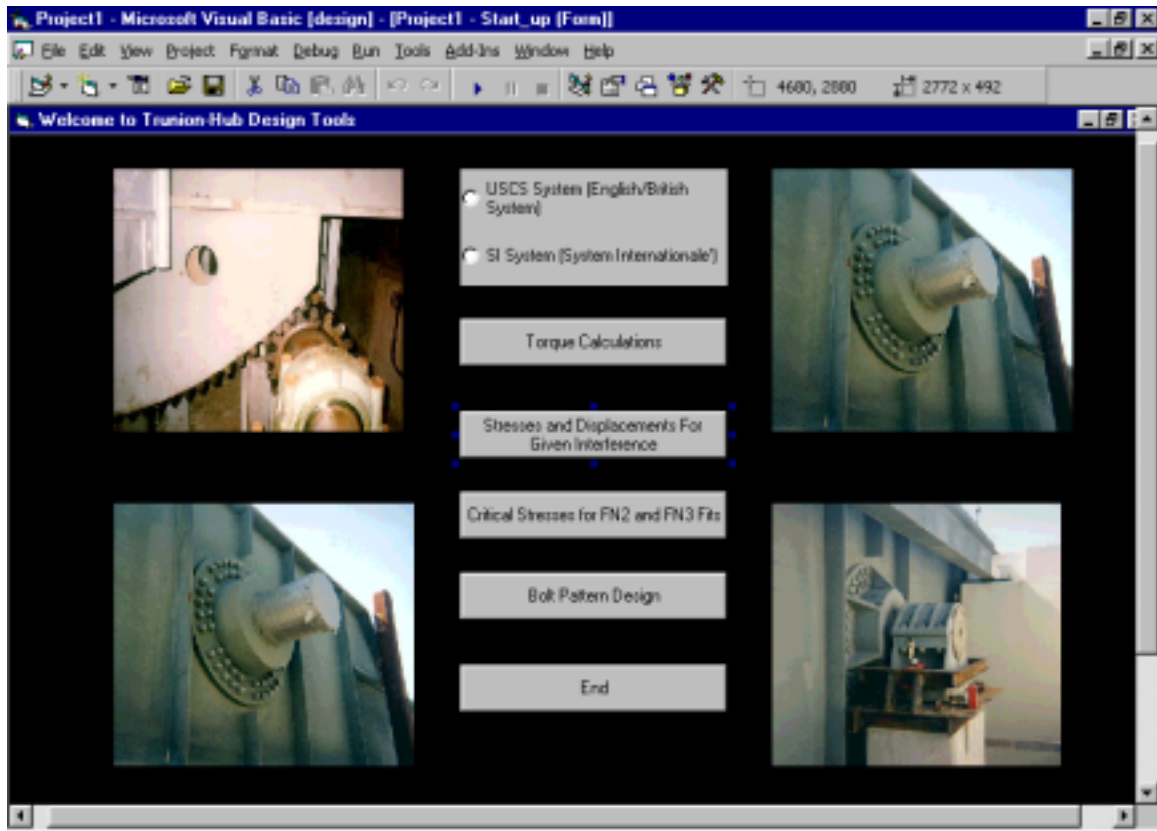 Project1 - Microsoft Visual Basic [design] - [Project1 - Start_up (Form)]
File Edit View Project Format Debug Run Tools Add-Ins Window Help
4680, 2880 2772 x 492
Welcome to Trunion-Hub Design Tools
USCS System (English/British
System)
SI System (System Internationale')
Torque Calculations
Stresses and Displacements For
Given Interference
Critical Stresses for FN2 and FN3 Fits
Bolt Pattern Design
End